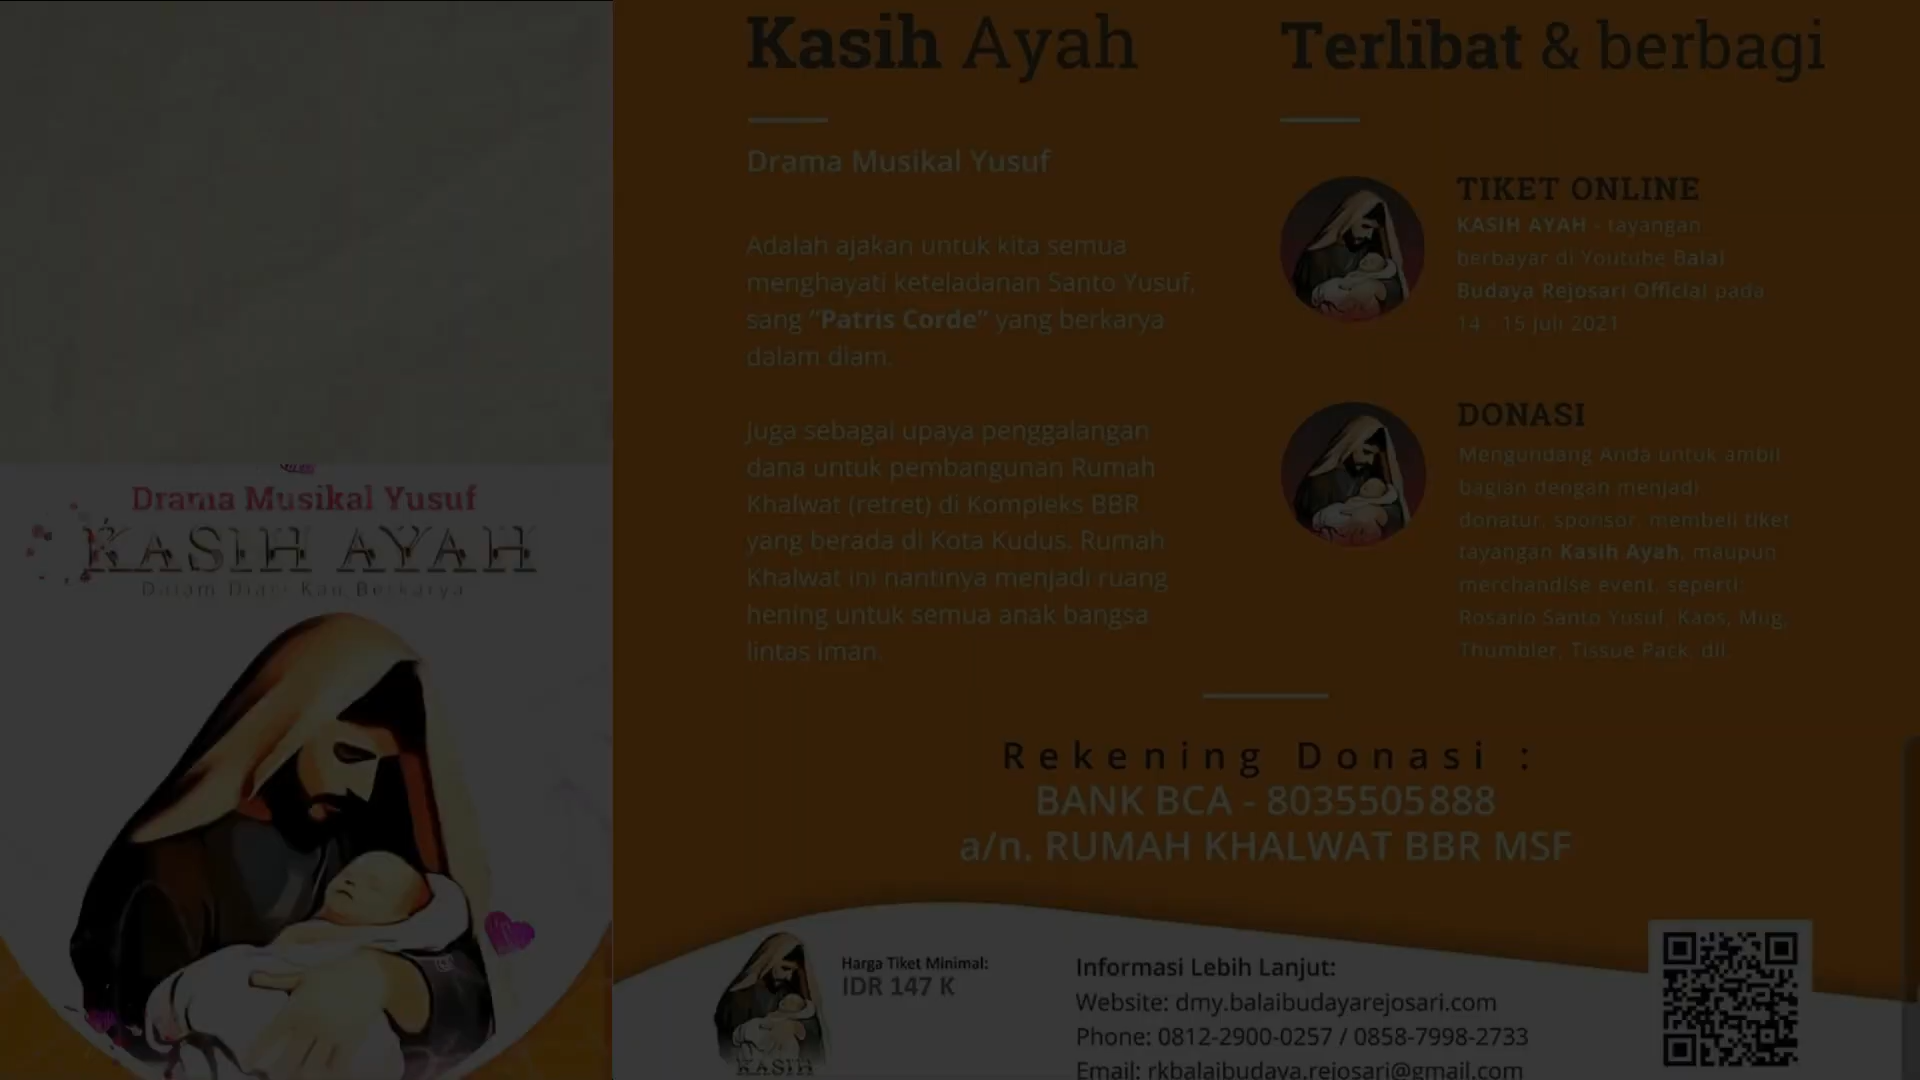 Drama Musikal Yusuf
KASIH AYAH
Dalam Diam Kau Berkarya
Kasih Ayah
Drama Musikal Yusuf
Adalah ajakan untuk kita semua
menghayati keteladanan Santo Yusuf,
sang "Patris Corde" yang berkarya
dalam diam.
Juga sebagai upaya penggalangan
dana untuk pembangunan Rumah
Khalwat (retret) di Kompleks BBR
yang berada di Kota Kudus. Rumah
Khalwat ini nantinya menjadi ruang
hening untuk semua anak bangsa
lintas iman.
Terlibat & berbagi
TIKET ONLINE
KASIH AYAH - tayangan
berbayar di Youtube Balai
Budaya Rejosari Official pada
14 - 15 Juli 2021
DONASI
Mengundang Anda untuk ambil
bagian dengan menjadi
donatur, sponsor, membeli tiket
tayangan Kasih Ayah, maupun
merchandise event, seperti:
Rosario Santo Yusuf, Kaos, Mug,
Thumbler, Tissue Pack, dll
Rekening Donasi :
BANK BCA - 8035505888
a/n. RUMAH KHALWAT BBR MSF
KASIH
Harga Tiket Minimal:
IDR 147 K
Informasi Lebih Lanjut:
Website: dmy.balaibudayarejosari.com
Phone: 0812-2900-0257 / 0858-7998-2733
Email: rkbalaibudaya.rejosari@gmail.com